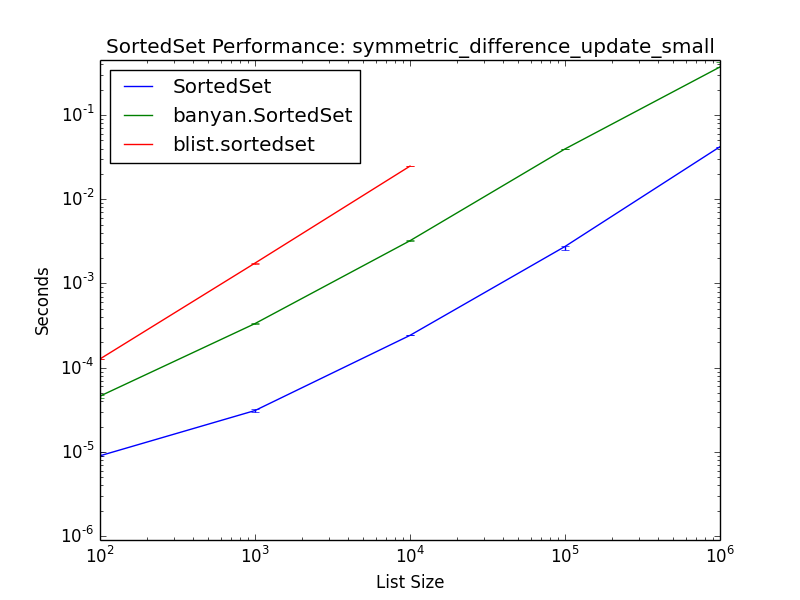 SortedSet Performance: symmetric_difference_update_small
SortedSet
banyan.SortedSet
blist.sortedset
10^-1
10^-2
10^-3
10^-4
10^-5
10^-6
Seconds
10^2 10^3 10^4 10^5 10^6
List Size